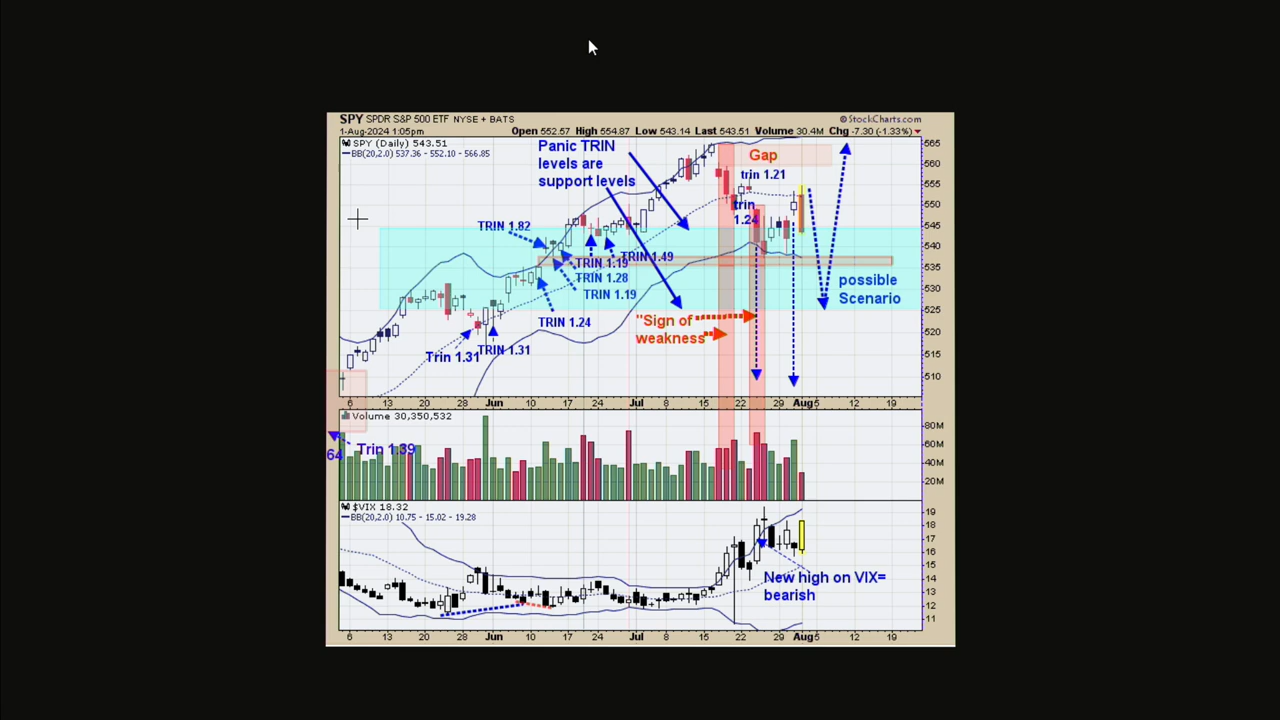 SPY SPDR S&P 500 ETF NYSE + BATS
© StockCharts.com
1-Aug-2024 1:05pm
Open 552.57 High 554.87 Low 543.14 Last 543.51 Volume 30.4M Chg -7.30 (-1.33%)
SPY (Daily) 543.51
BB(20,2.0) 537.36 - 552.10 - 566.85
Panic TRIN
levels are
support levels
Gap
trin 1.21
trin
1.24
TRIN 1.82
TRIN 1.49
TRIN 1.19
TRIN 1.28
TRIN 1.19
TRIN 1.24
Trin 1.31
TRIN 1.31
"Sign of
weakness
possible
Scenario
565
560
555
550
545
540
535
530
525
520
515
510
6 13 20 28 Jun 10 17 24 Jul 8 15 22 Aug 5 12 19
Volume 30,350,532
Trin 1.39
64
80M
60M
40M
20M
$VIX 18.32
BB(20,2.0) 10.75 - 15.02 - 19.28
New high on VIX=
bearish
19
18
17
16
15
14
13
12
11
6 13 20 28 Jun 10 17 24 Jul 8 15 22 Aug 5 12 19